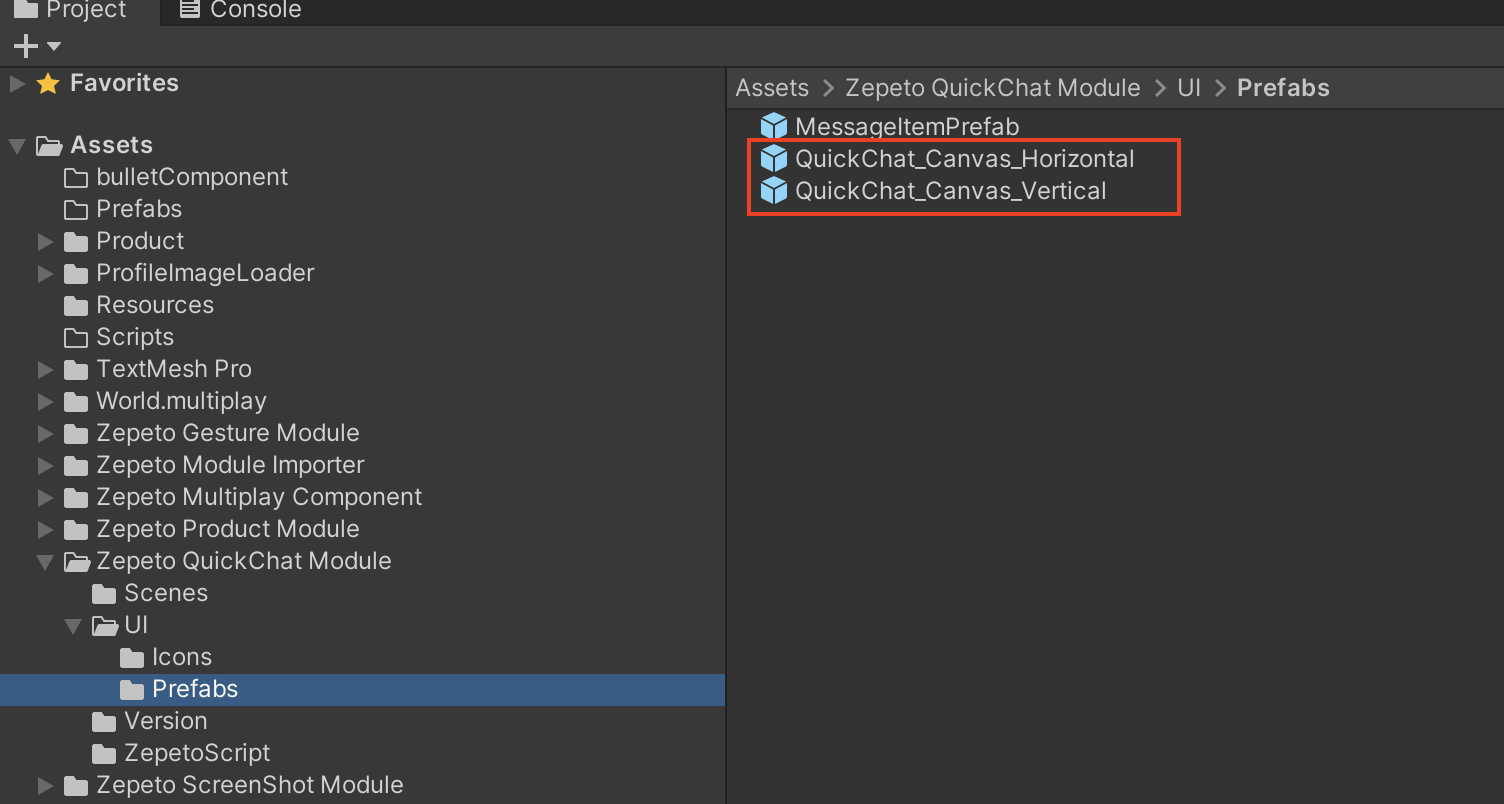 Project
Console
Favorites
Assets
bulletComponent
Prefabs
Product
ProfileImageLoader
Resources
Scripts
TextMesh Pro
World.multiplay
Zepeto Gesture Module
Zepeto Module Importer
Zepeto Multiplay Component
Zepeto Product Module
Zepeto QuickChat Module
Scenes
UI
Icons
Prefabs
Version
ZepetoScript
Zepeto ScreenShot Module
Assets > Zepeto QuickChat Module > UI > Prefabs
MessageItemPrefab
QuickChat_Canvas_Horizontal
QuickChat_Canvas_Vertical